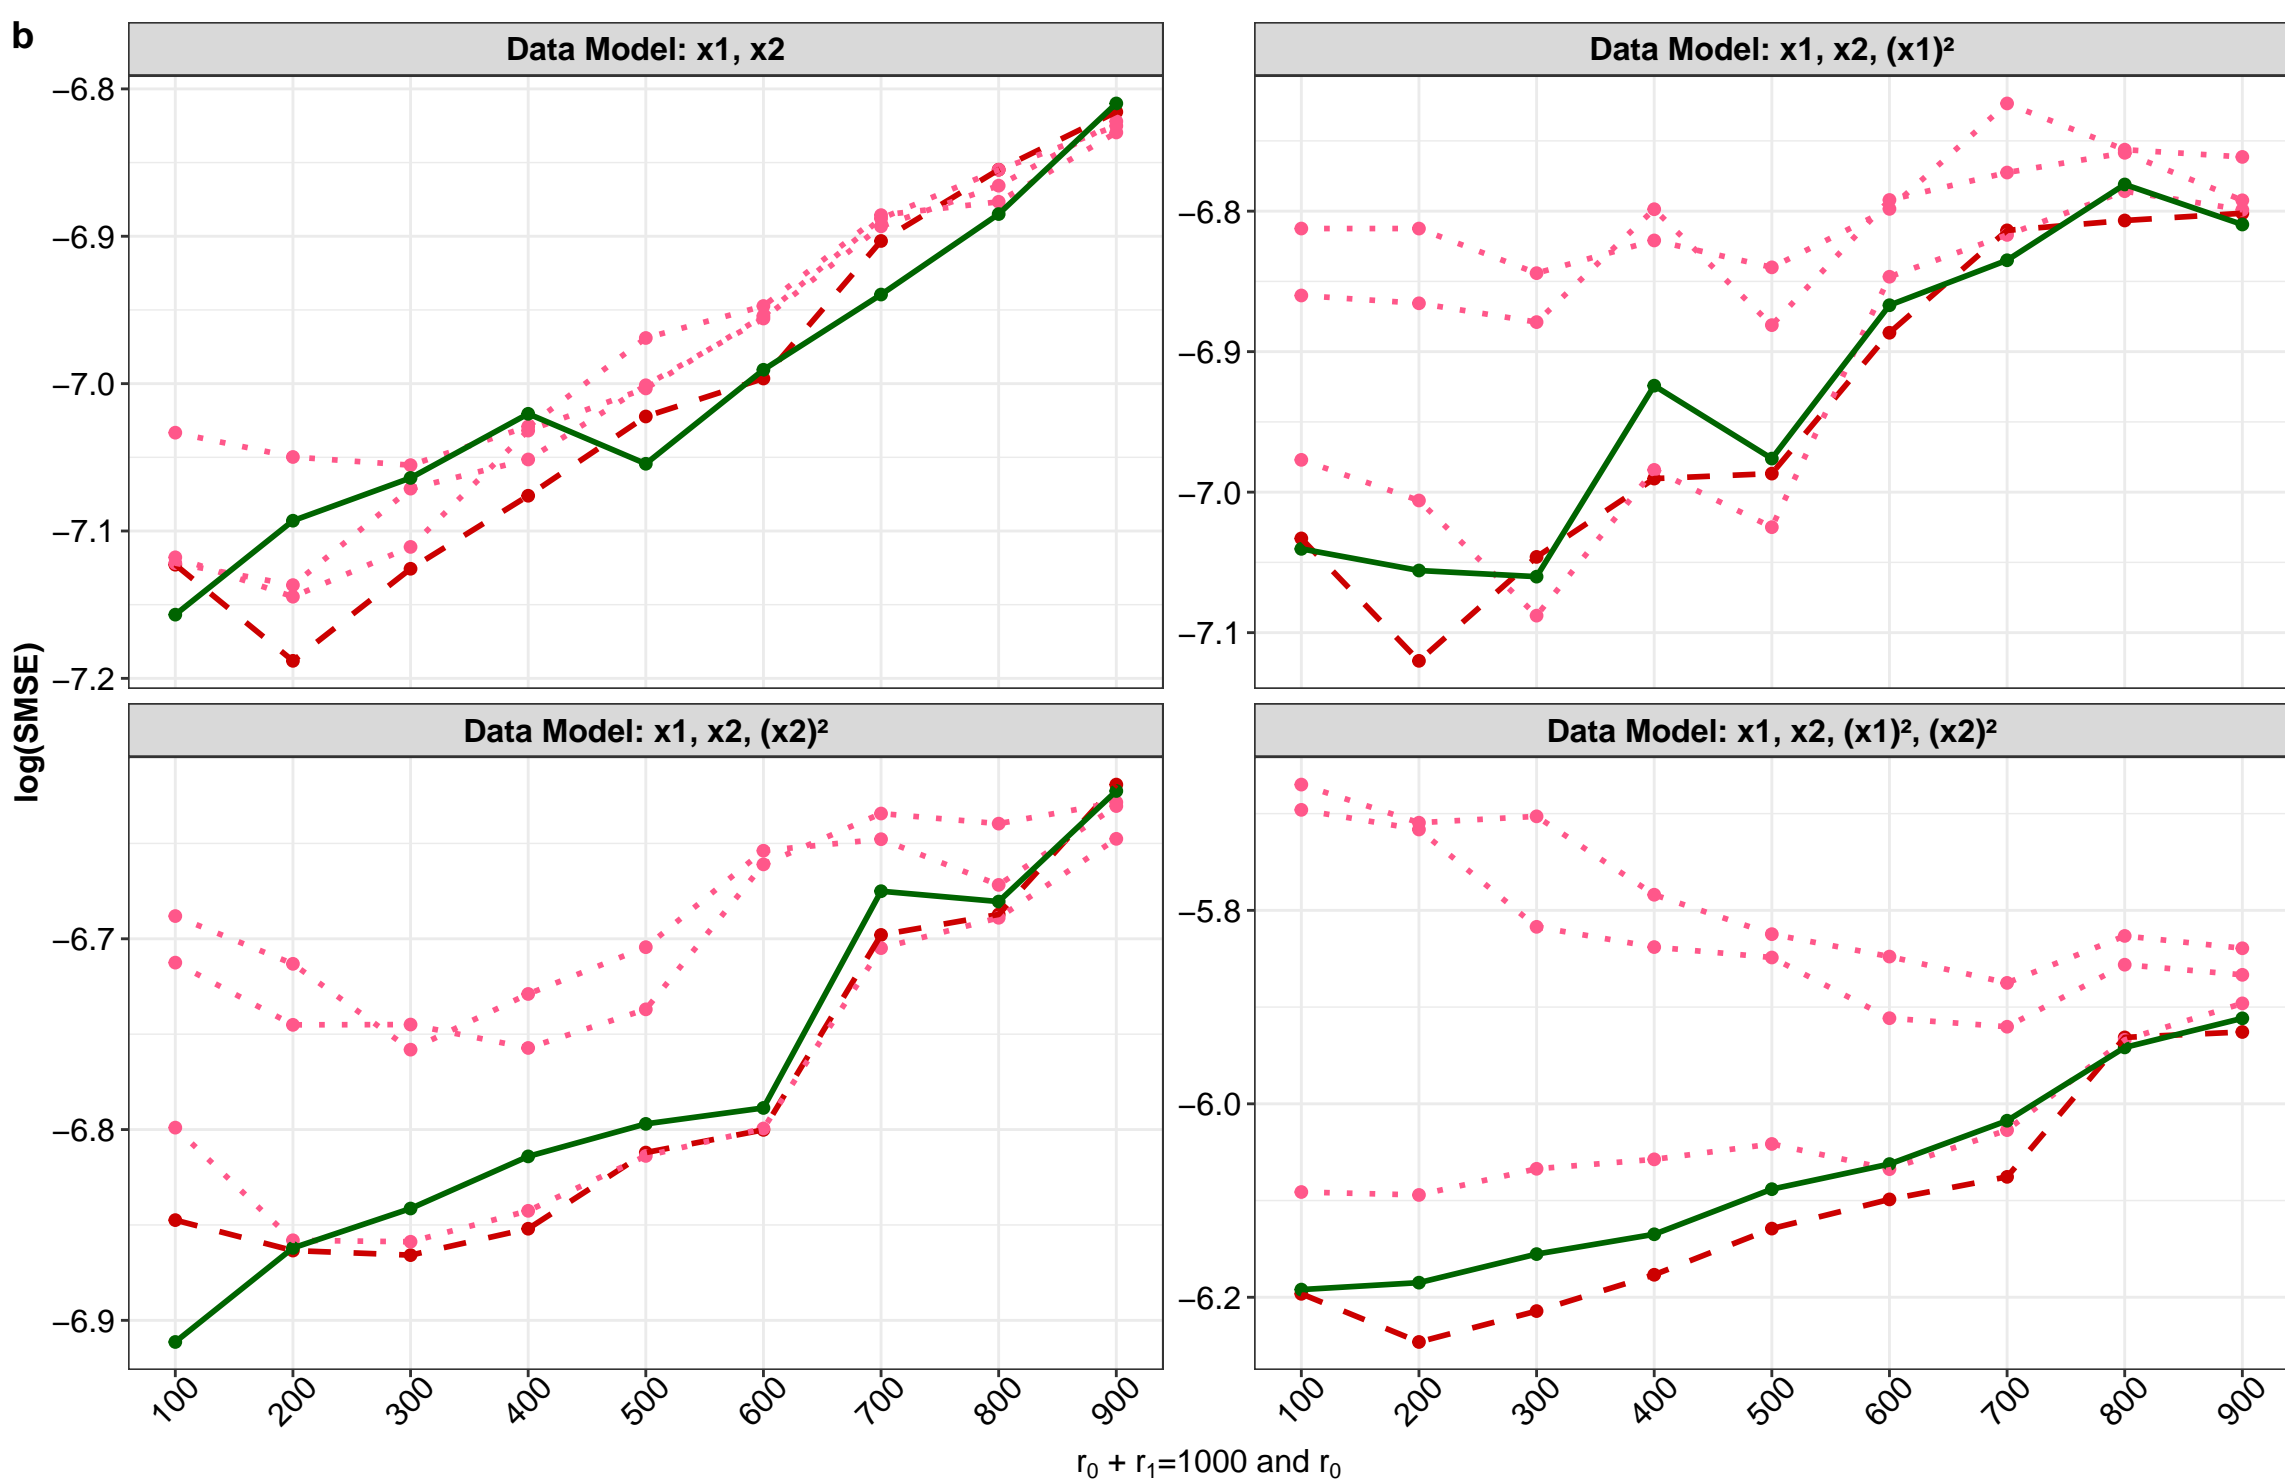 b
Data Model: x1, x2
Data Model: x1, x2, (x1)²
−6.8
−6.9
−7.0
−7.1
−7.2
−6.8
−6.9
−7.0
−7.1
log(SMSE)
Data Model: x1, x2, (x2)²
Data Model: x1, x2, (x1)², (x2)²
−6.7
−6.8
−6.9
−5.8
−6.0
−6.2
100 200 300 400 500 600 700 800 900
100 200 300 400 500 600 700 800 900
r₀ + r₁=1000 and r₀